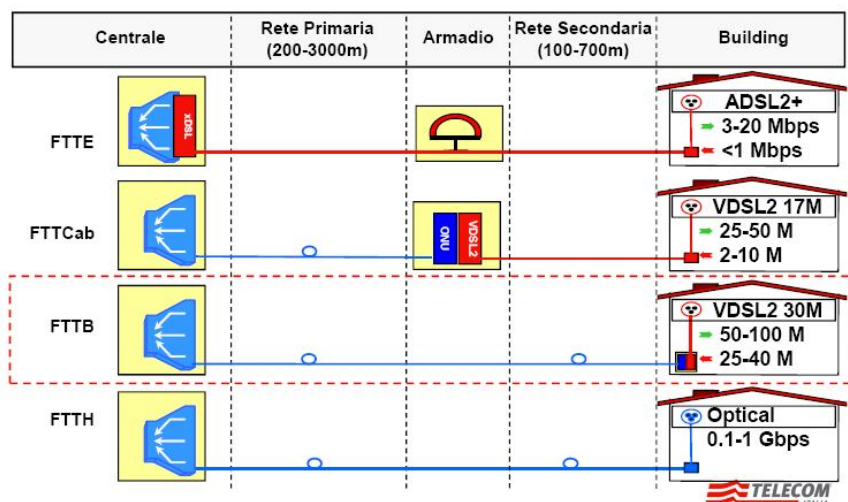 Centrale
Rete Primaria
(200-3000m)
Armadio
Rete Secondaria
(100-700m)
Building
FTTE
xDSL
ADSL2+
3-20 Mbps
<1 Mbps
FTTCab
ONU
VDSL2
VDSL2 17M
25-50 M
2-10 M
FTTB
VDSL2 30M
50-100 M
25-40 M
FTTH
Optical
0.1-1 Gbps
TELECOM